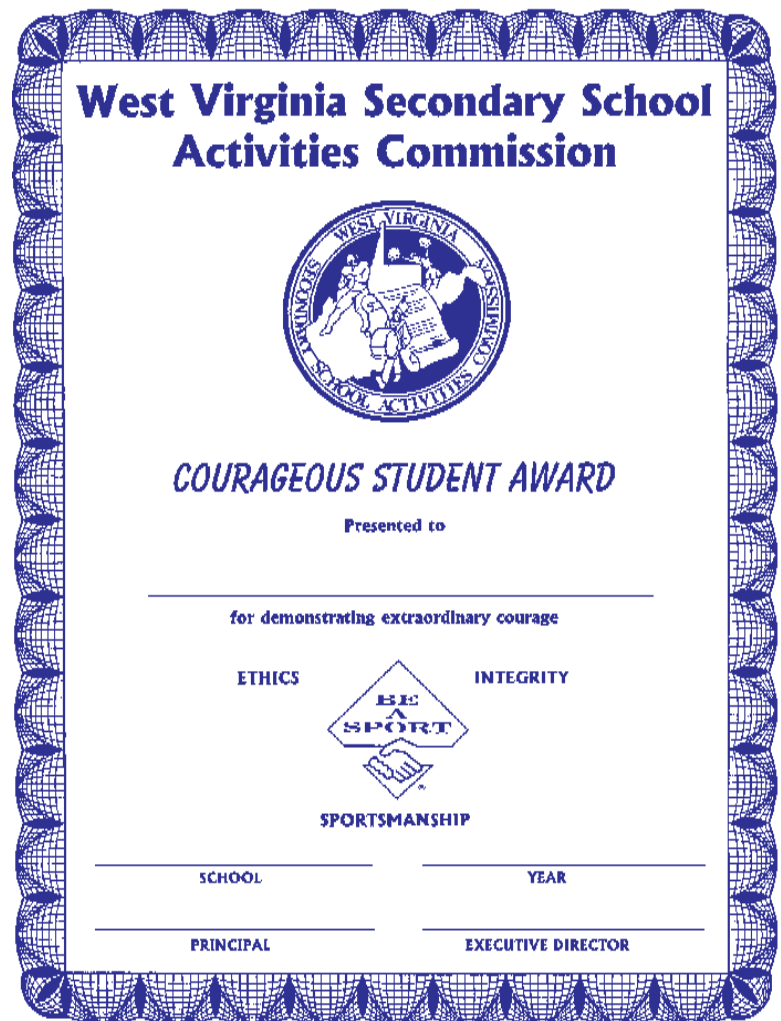 West Virginia Secondary School
Activities Commission
WEST VIRGINIA
SECONDARY SCHOOL ACTIVITIES COMMISSION
COURAGEOUS STUDENT AWARD
Presented to
for demonstrating extraordinary courage
ETHICS INTEGRITY
BE
A
SPORT
®
SPORTSMANSHIP
SCHOOL YEAR
PRINCIPAL EXECUTIVE DIRECTOR